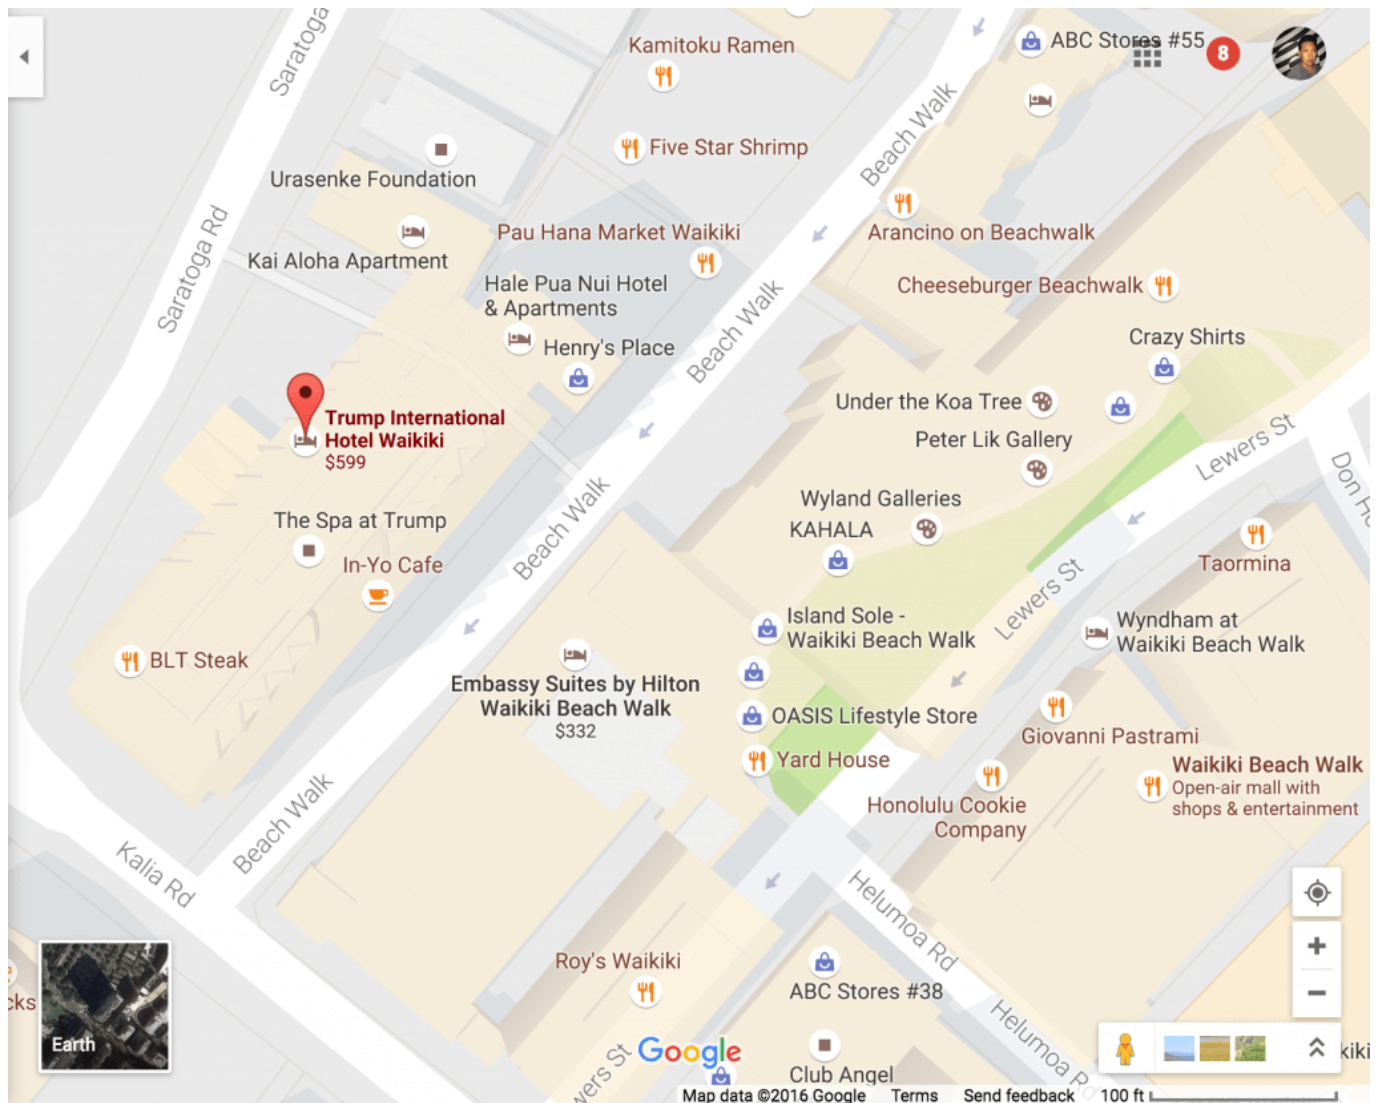 Saratoga
Kamitoku Ramen
ABC Stores #55
8
Five Star Shrimp
Beach Walk
Urasenke Foundation
Saratoga Rd
Pau Hana Market Waikiki
Arancino on Beachwalk
Kai Aloha Apartment
Hale Pua Nui Hotel
& Apartments
Cheeseburger Beachwalk
Beach Walk
Henry's Place
Crazy Shirts
Under the Koa Tree
Trump International
Hotel Waikiki
$599
Peter Lik Gallery
Lewers St
Don
Wyland Galleries
KAHALA
The Spa at Trump
Beach Walk
In-Yo Cafe
Taormina
Lewers St
Island Sole -
Waikiki Beach Walk
Wyndham at
Waikiki Beach Walk
BLT Steak
Embassy Suites by Hilton
Waikiki Beach Walk
$332
OASIS Lifestyle Store
Giovanni Pastrami
Yard House
Waikiki Beach Walk
Open-air mall with
shops & entertainment
Honolulu Cookie
Company
Beach Walk
Kalia Rd
Helumoa Rd
Roy's Waikiki
ABC Stores #38
cks
Earth
Helumoa Rd
Google
wers St
Club Angel
kiki
Map data ©2016 Google Terms Send feedback 100 ft